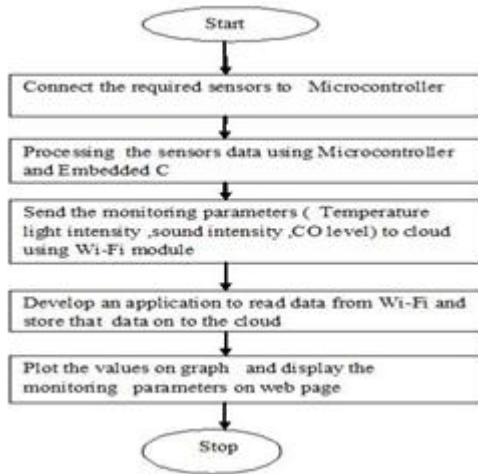 Start
Connect the required sensors to Microcontroller
Processing the sensors data using Microcontroller
and Embedded C
Send the monitoring parameters ( Temperature
light intensity ,sound intensity ,CO level) to cloud
using Wi-Fi module
Develop an application to read data from Wi-Fi and
store that data on to the cloud
Plot the values on graph and display the
monitoring parameters on web page
Stop